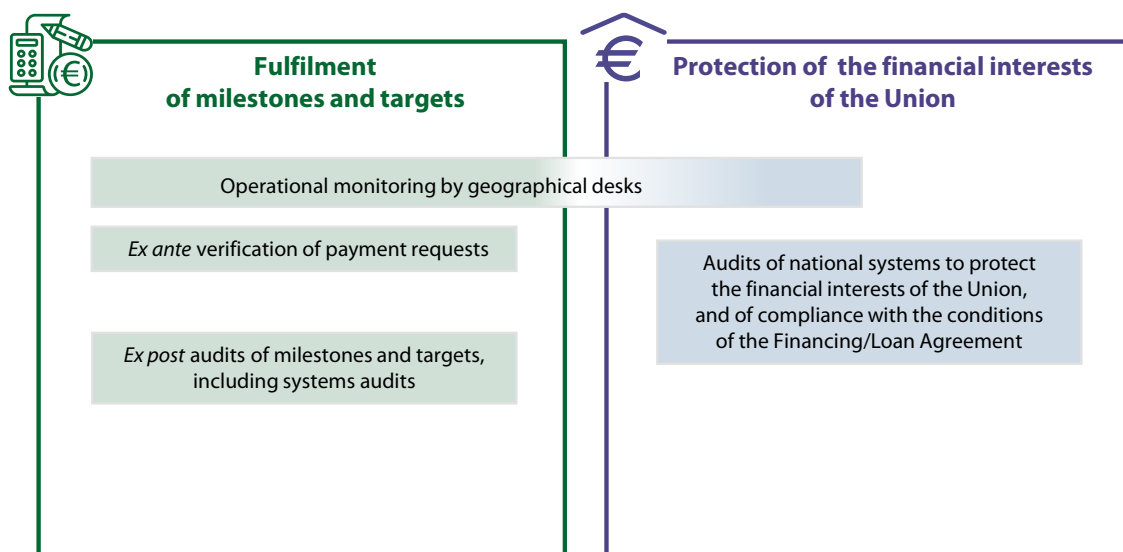 Fulfilment
of milestones and targets
Protection of the financial interests
of the Union
Operational monitoring by geographical desks
Ex ante verification of payment requests
Ex post audits of milestones and targets,
including systems audits
Audits of national systems to protect
the financial interests of the Union,
and of compliance with the conditions
of the Financing/Loan Agreement